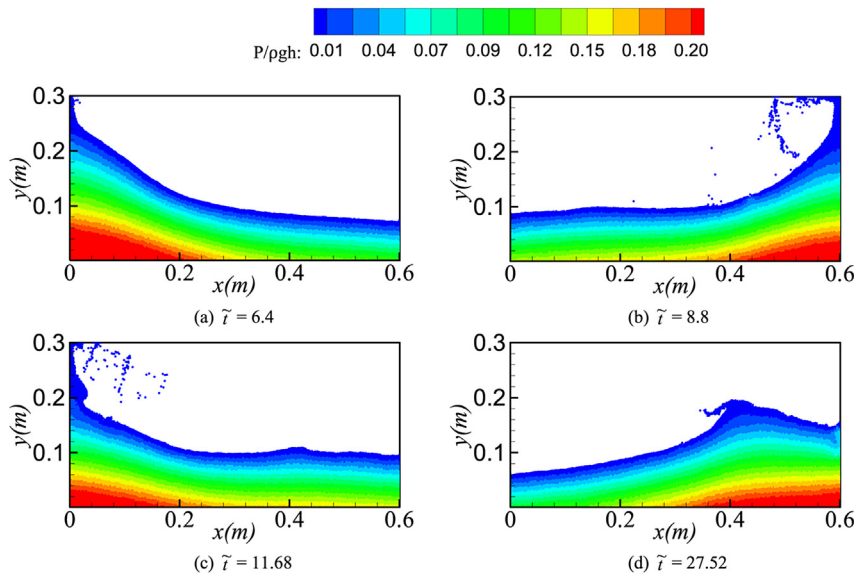 P/ρgh: 0.01 0.04 0.07 0.09 0.12 0.15 0.18 0.20
0.3
0.2
0.1
y(m)
0 0.2 0.4 0.6
x(m)
(a) t̃ = 6.4
0.3
0.2
0.1
y(m)
0 0.2 0.4 0.6
x(m)
(b) t̃ = 8.8
0.3
0.2
0.1
y(m)
0 0.2 0.4 0.6
x(m)
(c) t̃ = 11.68
0.3
0.2
0.1
y(m)
0 0.2 0.4 0.6
x(m)
(d) t̃ = 27.52